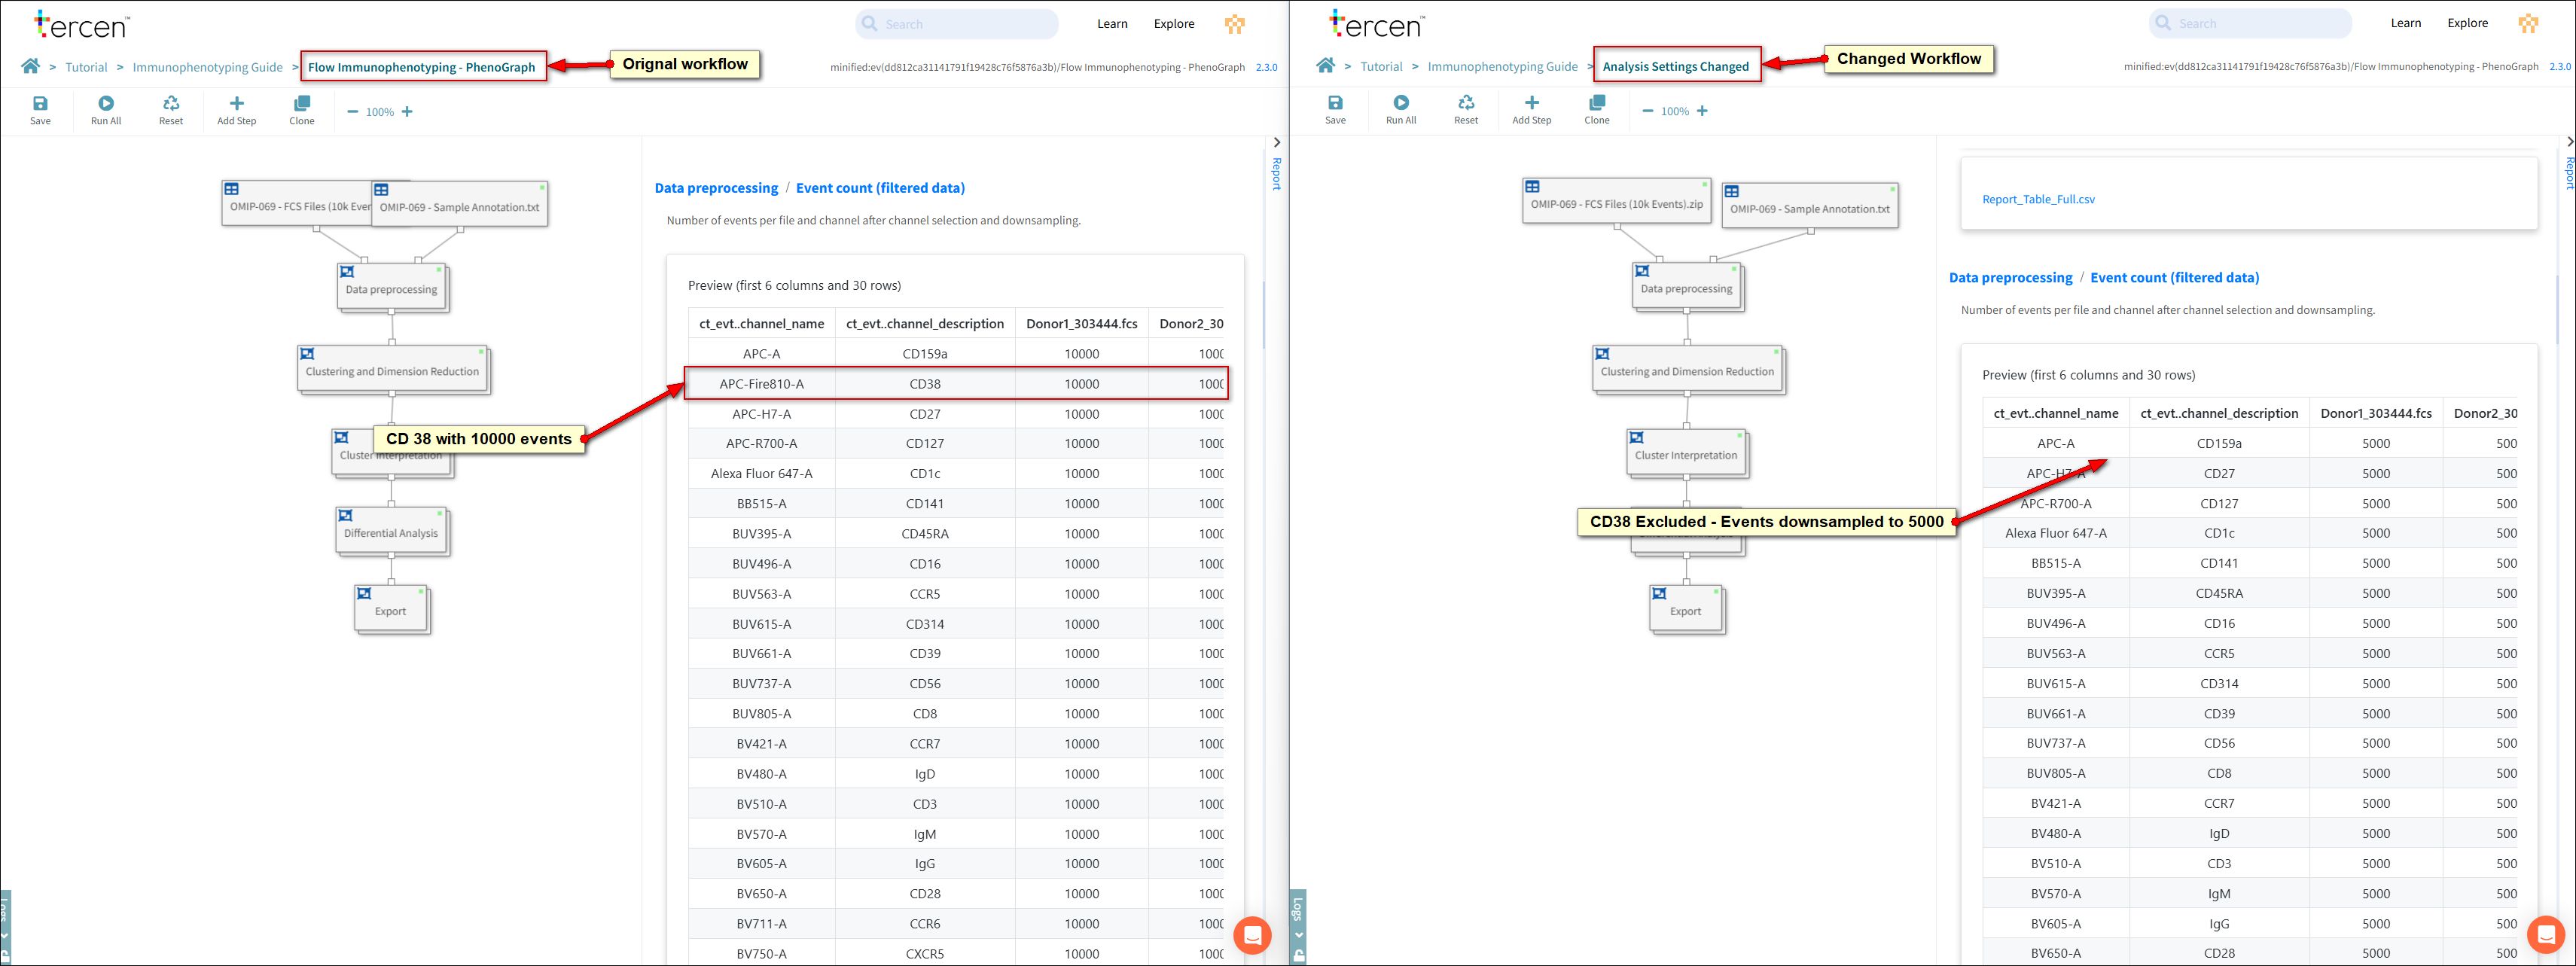 tercen™
Search
Learn
Explore
> Tutorial > Immunophenotyping Guide > Flow Immunophenotyping - PhenoGraph
Orignal workflow
minified:ev(dd812ca31141791f19428c76f5876a3b)/Flow Immunophenotyping - PhenoGraph 2.3.0
Save
Run All
Reset
Add Step
Clone
100%
Report
OMIP-069 - FCS Files (10k Ever
OMIP-069 - Sample Annotation.txt
Data preprocessing
Clustering and Dimension Reduction
CD 38 with 10000 events
Cluster Interpretation
Differential Analysis
Export
Logs
Data preprocessing / Event count (filtered data)
Number of events per file and channel after channel selection and downsampling.
Preview (first 6 columns and 30 rows)
ct_evt..channel_name ct_evt..channel_description Donor1_303444.fcs Donor2_30
APC-A CD159a 10000 1000
APC-Fire810-A CD38 10000 1000
APC-H7-A CD27 10000 1000
APC-R700-A CD127 10000 1000
Alexa Fluor 647-A CD1c 10000 1000
BB515-A CD141 10000 1000
BUV395-A CD45RA 10000 1000
BUV496-A CD16 10000 1000
BUV563-A CCR5 10000 1000
BUV615-A CD314 10000 1000
BUV661-A CD39 10000 1000
BUV737-A CD56 10000 1000
BUV805-A CD8 10000 1000
BV421-A CCR7 10000 1000
BV480-A IgD 10000 1000
BV510-A CD3 10000 1000
BV570-A IgM 10000 1000
BV605-A IgG 10000 1000
BV650-A CD28 10000 1000
BV711-A CCR6 10000 1000
BV750-A CXCR5 10000 1000
tercen™
Search
Learn
Explore
> Tutorial > Immunophenotyping Guide > Analysis Settings Changed
Changed Workflow
minified:ev(dd812ca31141791f19428c76f5876a3b)/Flow Immunophenotyping - PhenoGraph 2.3.0
Save
Run All
Reset
Add Step
Clone
100%
Report
OMIP-069 - FCS Files (10k Events).zip
OMIP-069 - Sample Annotation.txt
Data preprocessing
Clustering and Dimension Reduction
Cluster Interpretation
CD38 Excluded - Events downsampled to 5000
Export
Logs
Report_Table_Full.csv
Data preprocessing / Event count (filtered data)
Number of events per file and channel after channel selection and downsampling.
Preview (first 6 columns and 30 rows)
ct_evt..channel_name ct_evt..channel_description Donor1_303444.fcs Donor2_30
APC-A CD159a 5000 500
APC-H7-A CD27 5000 500
APC-R700-A CD127 5000 500
Alexa Fluor 647-A CD1c 5000 500
BB515-A CD141 5000 500
BUV395-A CD45RA 5000 500
BUV496-A CD16 5000 500
BUV563-A CCR5 5000 500
BUV615-A CD314 5000 500
BUV661-A CD39 5000 500
BUV737-A CD56 5000 500
BUV805-A CD8 5000 500
BV421-A CCR7 5000 500
BV480-A IgD 5000 500
BV510-A CD3 5000 500
BV570-A IgM 5000 500
BV605-A IgG 5000 500
BV650-A CD28 5000 500